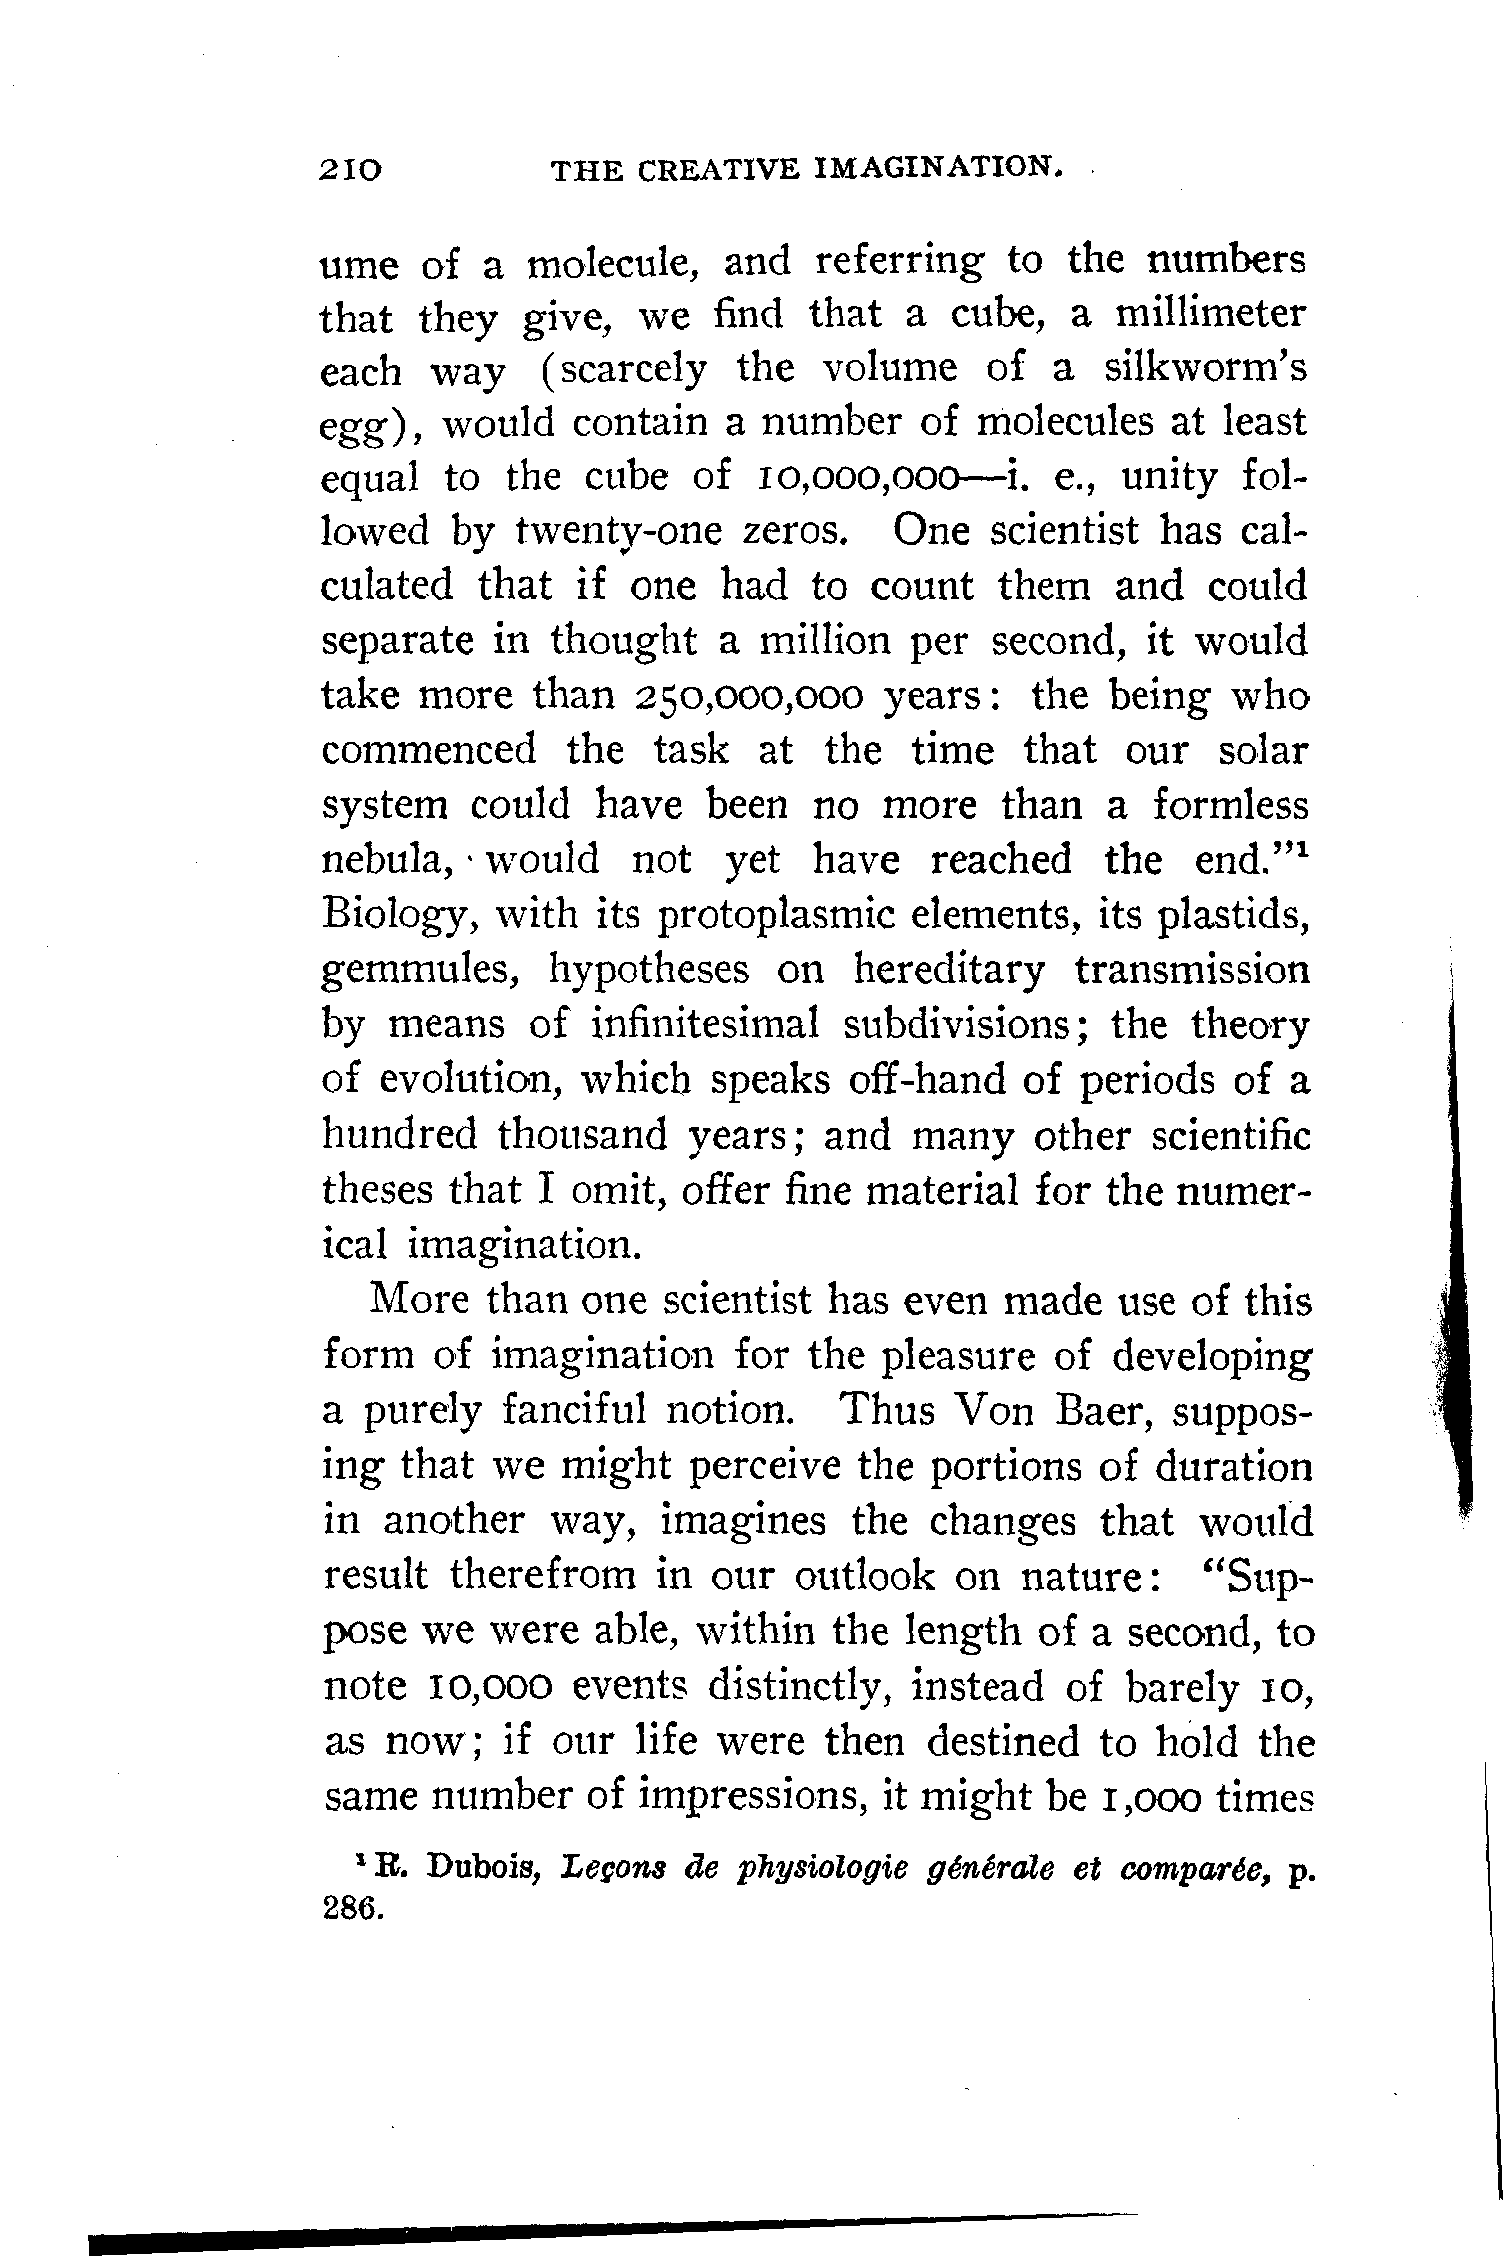 210 THE CREATIVE IMAGINATION.
ume of a molecule, and referring to the numbers
that they give, we find that a cube, a millimeter
each way (scarcely the volume of a silkworm's
egg), would contain a number of molecules at least
equal to the cube of 10,000,000—i. e., unity fol-
lowed by twenty-one zeros. One scientist has cal-
culated that if one had to count them and could
separate in thought a million per second, it would
take more than 250,000,000 years: the being who
commenced the task at the time that our solar
system could have been no more than a formless
nebula, would not yet have reached the end."¹
Biology, with its protoplasmic elements, its plastids,
gemmules, hypotheses on hereditary transmission
by means of infinitesimal subdivisions; the theory
of evolution, which speaks off-hand of periods of a
hundred thousand years; and many other scientific
theses that I omit, offer fine material for the numer-
ical imagination.
More than one scientist has even made use of this
form of imagination for the pleasure of developing
a purely fanciful notion. Thus Von Baer, suppos-
ing that we might perceive the portions of duration
in another way, imagines the changes that would
result therefrom in our outlook on nature: "Sup-
pose we were able, within the length of a second, to
note 10,000 events distinctly, instead of barely 10,
as now; if our life were then destined to hold the
same number of impressions, it might be 1,000 times
¹ R. Dubois, Leçons de physiologie générale et comparée, p.
286.